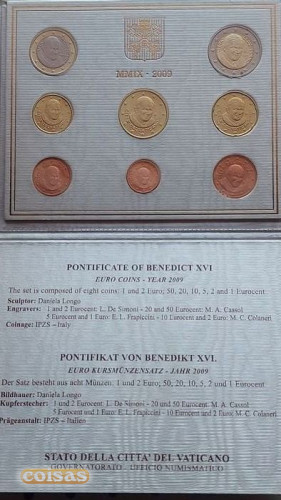 MMIX - 2009
PONTIFICATE OF BENEDICT XVI
EURO COINS - YEAR 2009
The set is composed of eight coins: 1 and 2 Euro; 50, 20, 10, 5, 2 and 1 Eurocent
Sculptor: Daniela Longo
Engravers: 1 and 2 Eurocent: L. De Simoni - 20 and 50 Eurocent: M. A. Cassol
5 Eurocent and 1 Euro: E. L. Frapiccini - 10 Eurocent and 2 Euro: M. C. Colaneri
Coinage: IPZS - Italy
PONTIFIKAT VON BENEDIKT XVI.
EURO KURSMÜNZENSATZ - JAHR 2009
Der Satz besteht aus acht Münzen: 1 und 2 Euro; 50, 20, 10, 5, 2 und 1 Eurocent
Bildhauer: Daniela Longo
Kupferstecher: 1 und 2 Eurocent: L. De Simoni - 20 und 50 Eurocent: M. A. Cassol
5 Eurocent und 1 Euro: E. L. Frapiccini - 10 Eurocent und 2 Euro: M. C. Colaneri
Prägeanstalt: IPZS - Italien
STATO DELLA CITTA' DEL VATICANO
GOVERNATORATO - UFFICIO NUMISMATICO
coisas